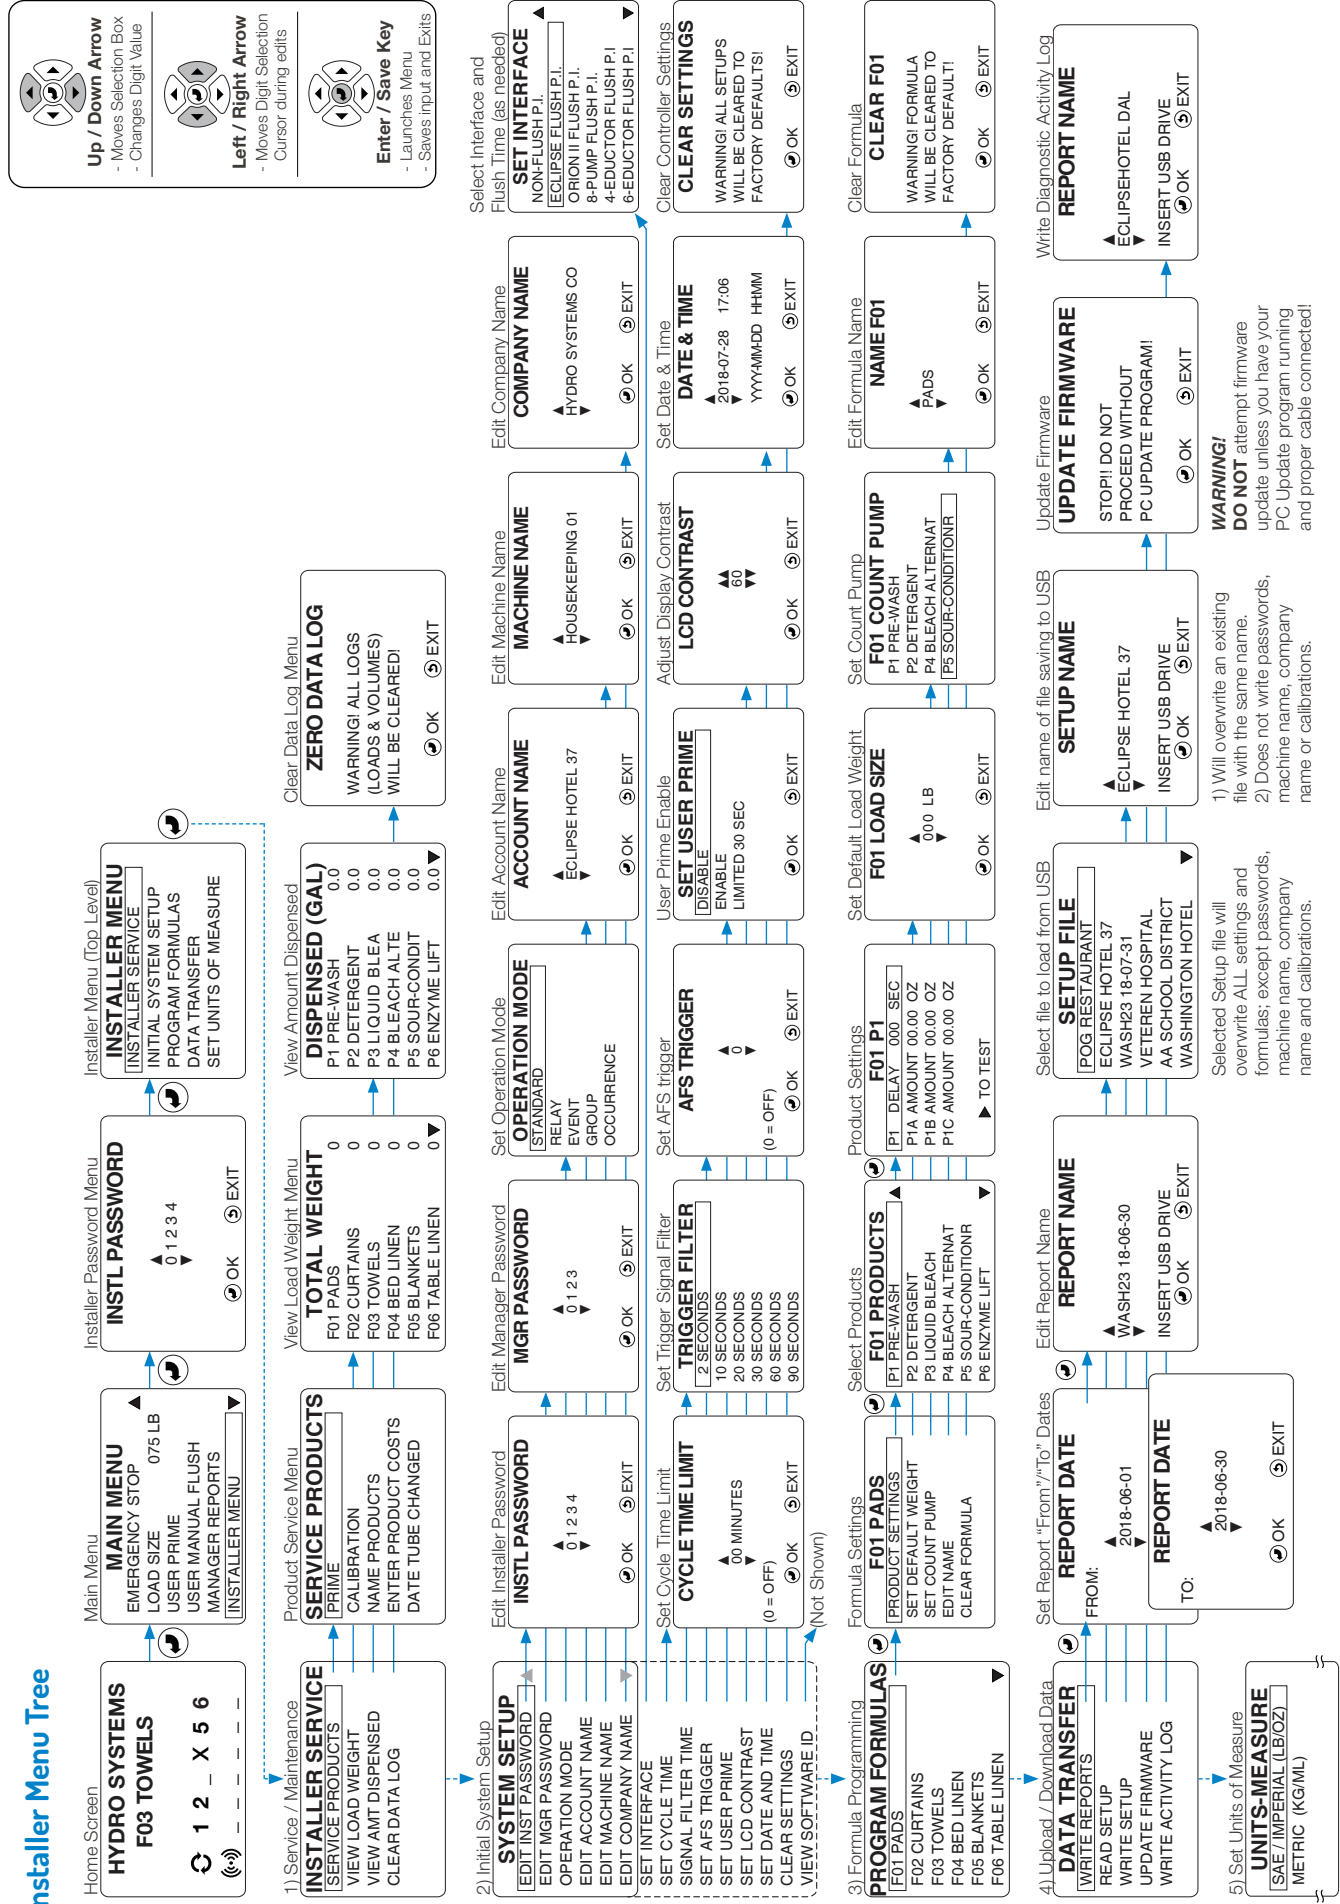 nstaller Menu Tree
Up / Down Arrow
- Moves Selection Box
- Changes Digit Value
Left / Right Arrow
- Moves Digit Selection
Cursor during edits
Enter / Save Key
- Launches Menu
- Saves input and Exits
Home Screen
HYDRO SYSTEMS
F03 TOWELS
1 2 _ X 5 6
_ _ _ _ _ _
Main Menu
MAIN MENU
EMERGENCY STOP
LOAD SIZE 075 LB
USER PRIME
USER MANUAL FLUSH
MANAGER REPORTS
INSTALLER MENU
Installer Password Menu
INSTL PASSWORD
0 1 2 3 4
OK EXIT
Installer Menu (Top Level)
INSTALLER MENU
INSTALLER SERVICE
INITIAL SYSTEM SETUP
PROGRAM FORMULAS
DATA TRANSFER
SET UNITS OF MEASURE
1) Service / Maintenance
INSTALLER SERVICE
SERVICE PRODUCTS
VIEW LOAD WEIGHT
VIEW AMT DISPENSED
CLEAR DATA LOG
Product Service Menu
SERVICE PRODUCTS
PRIME
CALIBRATION
NAME PRODUCTS
ENTER PRODUCT COSTS
DATE TUBE CHANGED
View Load Weight Menu
TOTAL WEIGHT
F01 PADS 0
F02 CURTAINS 0
F03 TOWELS 0
F04 BED LINEN 0
F05 BLANKETS 0
F06 TABLE LINEN 0
View Amount Dispensed
DISPENSED (GAL)
P1 PRE-WASH 0.0
P2 DETERGENT 0.0
P3 LIQUID BLEA 0.0
P4 BLEACH ALTE 0.0
P5 SOUR-CONDIT 0.0
P6 ENZYME LIFT 0.0
Clear Data Log Menu
ZERO DATA LOG
WARNING! ALL LOGS
(LOADS & VOLUMES)
WILL BE CLEARED!
OK EXIT
2) Initial System Setup
SYSTEM SETUP
EDIT INST PASSWORD
EDIT MGR PASSWORD
OPERATION MODE
EDIT ACCOUNT NAME
EDIT MACHINE NAME
EDIT COMPANY NAME
SET INTERFACE
SET CYCLE TIME
SIGNAL FILTER TIME
SET AFS TRIGGER
SET USER PRIME
SET LCD CONTRAST
SET DATE AND TIME
CLEAR SETTINGS
VIEW SOFTWARE ID
Edit Installer Password
INSTL PASSWORD
0 1 2 3 4
OK EXIT
Edit Manager Password
MGR PASSWORD
0 1 2 3
OK EXIT
Set Operation Mode
OPERATION MODE
STANDARD
RELAY
EVENT
GROUP
OCCURRENCE
Edit Account Name
ACCOUNT NAME
ECLIPSE HOTEL 37
OK EXIT
Edit Machine Name
MACHINE NAME
HOUSEKEEPING 01
OK EXIT
Edit Company Name
COMPANY NAME
HYDRO SYSTEMS CO
OK EXIT
Select Interface and
Flush Time (as needed)
SET INTERFACE
NON-FLUSH P.I.
ECLIPSE FLUSH P.I.
ORION II FLUSH P.I.
8-PUMP FLUSH P.I.
4-EDUCTOR FLUSH P.I
6-EDUCTOR FLUSH P.I
Set Cycle Time Limit
CYCLE TIME LIMIT
00 MINUTES
(0 = OFF)
OK EXIT
(Not Shown)
Set Trigger Signal Filter
TRIGGER FILTER
2 SECONDS
10 SECONDS
20 SECONDS
30 SECONDS
60 SECONDS
90 SECONDS
Set AFS trigger
AFS TRIGGER
0
(0 = OFF)
OK EXIT
User Prime Enable
SET USER PRIME
DISABLE
ENABLE
LIMITED 30 SEC
Adjust Display Contrast
LCD CONTRAST
60
OK EXIT
Set Date & Time
DATE & TIME
2018-07-28 17:06
YYYY-MM-DD HH:MM
OK EXIT
Clear Controller Settings
CLEAR SETTINGS
WARNING! ALL SETUPS
WILL BE CLEARED TO
FACTORY DEFAULTS!
OK EXIT
3) Formula Programming
PROGRAM FORMULAS
F01 PADS
F02 CURTAINS
F03 TOWELS
F04 BED LINEN
F05 BLANKETS
F06 TABLE LINEN
Formula Settings
F01 PADS
PRODUCT SETTINGS
SET DEFAULT WEIGHT
SET COUNT PUMP
EDIT NAME
CLEAR FORMULA
Select Products
F01 PRODUCTS
P1 PRE-WASH
P2 DETERGENT
P3 LIQUID BLEACH
P4 BLEACH ALTERNAT
P5 SOUR-CONDITIONR
P6 ENZYME LIFT
Product Settings
F01 P1
P1 DELAY 000 SEC
P1A AMOUNT 00.00 OZ
P1B AMOUNT 00.00 OZ
P1C AMOUNT 00.00 OZ
TO TEST
Set Default Load Weight
F01 LOAD SIZE
000 LB
OK EXIT
Set Count Pump
F01 COUNT PUMP
P1 PRE-WASH
P2 DETERGENT
P4 BLEACH ALTERNAT
P5 SOUR-CONDITIONR
Edit Formula Name
NAME F01
PADS
OK EXIT
Clear Formula
CLEAR F01
WARNING! FORMULA
WILL BE CLEARED TO
FACTORY DEFAULT!
OK EXIT
4) Upload / Download Data
DATA TRANSFER
WRITE REPORTS
READ SETUP
WRITE SETUP
UPDATE FIRMWARE
WRITE ACTIVITY LOG
Set Report "From"/"To" Dates
REPORT DATE
FROM:
2018-06-01
REPORT DATE
TO:
2018-06-30
OK EXIT
Edit Report Name
REPORT NAME
WASH23 18-06-30
INSERT USB DRIVE
OK EXIT
Select file to load from USB
SETUP FILE
POG RESTAURANT
ECLIPSE HOTEL 37
WASH23 18-07-31
VETEREN HOSPITAL
AA SCHOOL DISTRICT
WASHINGTON HOTEL
Selected Setup file will
overwrite ALL settings and
formulas; except passwords,
machine name, company
name and calibrations.
Edit name of file saving to USB
SETUP NAME
ECLIPSE HOTEL 37
INSERT USB DRIVE
OK EXIT
1) Will overwrite an existing
file with the same name.
2) Does not write passwords,
machine name, company
name or calibrations.
Update Firmware
UPDATE FIRMWARE
STOP!! DO NOT
PROCEED WITHOUT
PC UPDATE PROGRAM!
OK EXIT
WARNING!
DO NOT attempt firmware
update unless you have your
PC Update program running
and proper cable connected!
Write Diagnostic Activity Log
REPORT NAME
ECLIPSEHOTEL DAL
INSERT USB DRIVE
OK EXIT
5) Set Units of Measure
UNITS-MEASURE
SAE / IMPERIAL (LB/OZ)
METRIC (KG/ML)